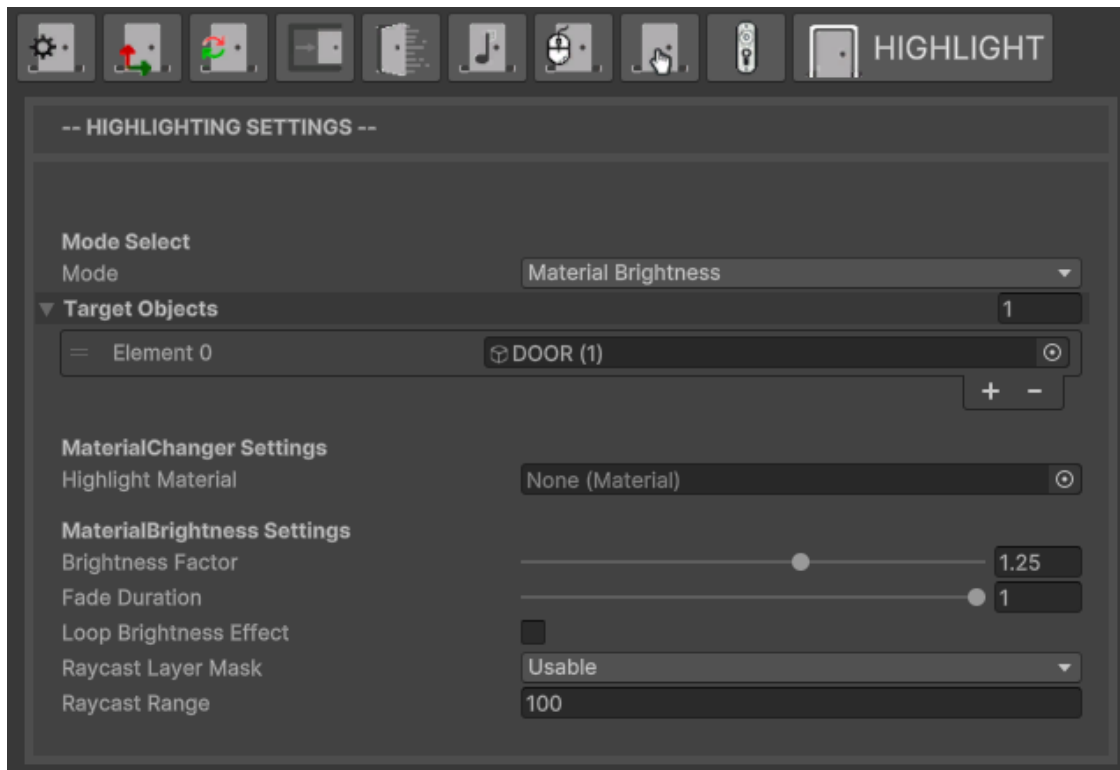 HIGHLIGHT
-- HIGHLIGHTING SETTINGS --
Mode Select
Mode Material Brightness
Target Objects 1
Element 0 DOOR (1)
+ -
MaterialChanger Settings
Highlight Material None (Material)
MaterialBrightness Settings
Brightness Factor 1.25
Fade Duration 1
Loop Brightness Effect
Raycast Layer Mask Usable
Raycast Range 100